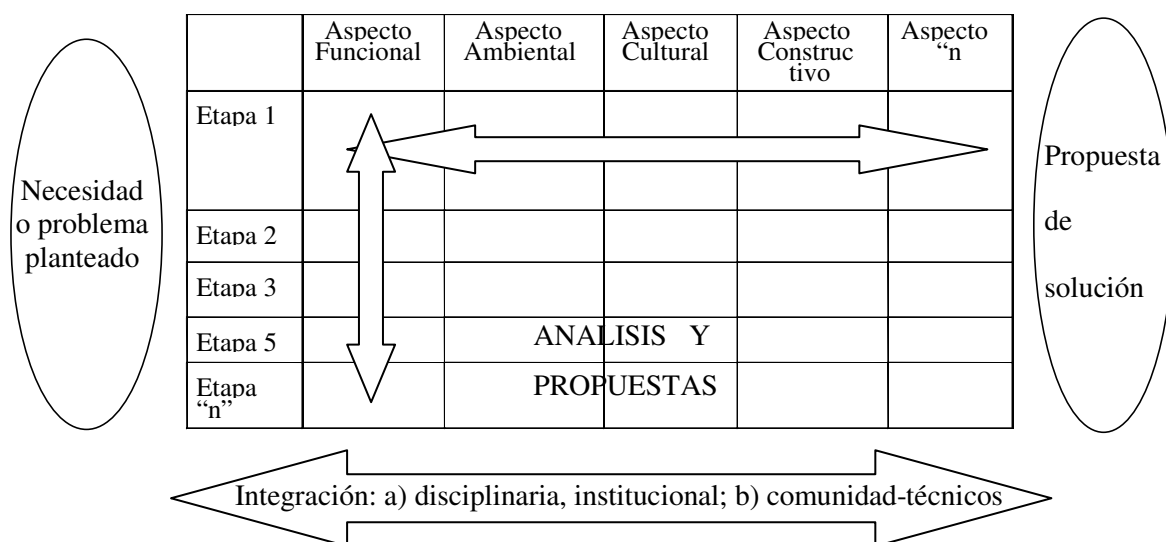 Necesidad
o problema
planteado
Aspecto
Funcional
Aspecto
Ambiental
Aspecto
Cultural
Aspecto
Construc
tivo
Aspecto
“n
Etapa 1
Etapa 2
Etapa 3
Etapa 5
Etapa
“n”
ANALISIS Y
PROPUESTAS
Propuesta
de
solución
Integración: a) disciplinaria, institucional; b) comunidad-técnicos